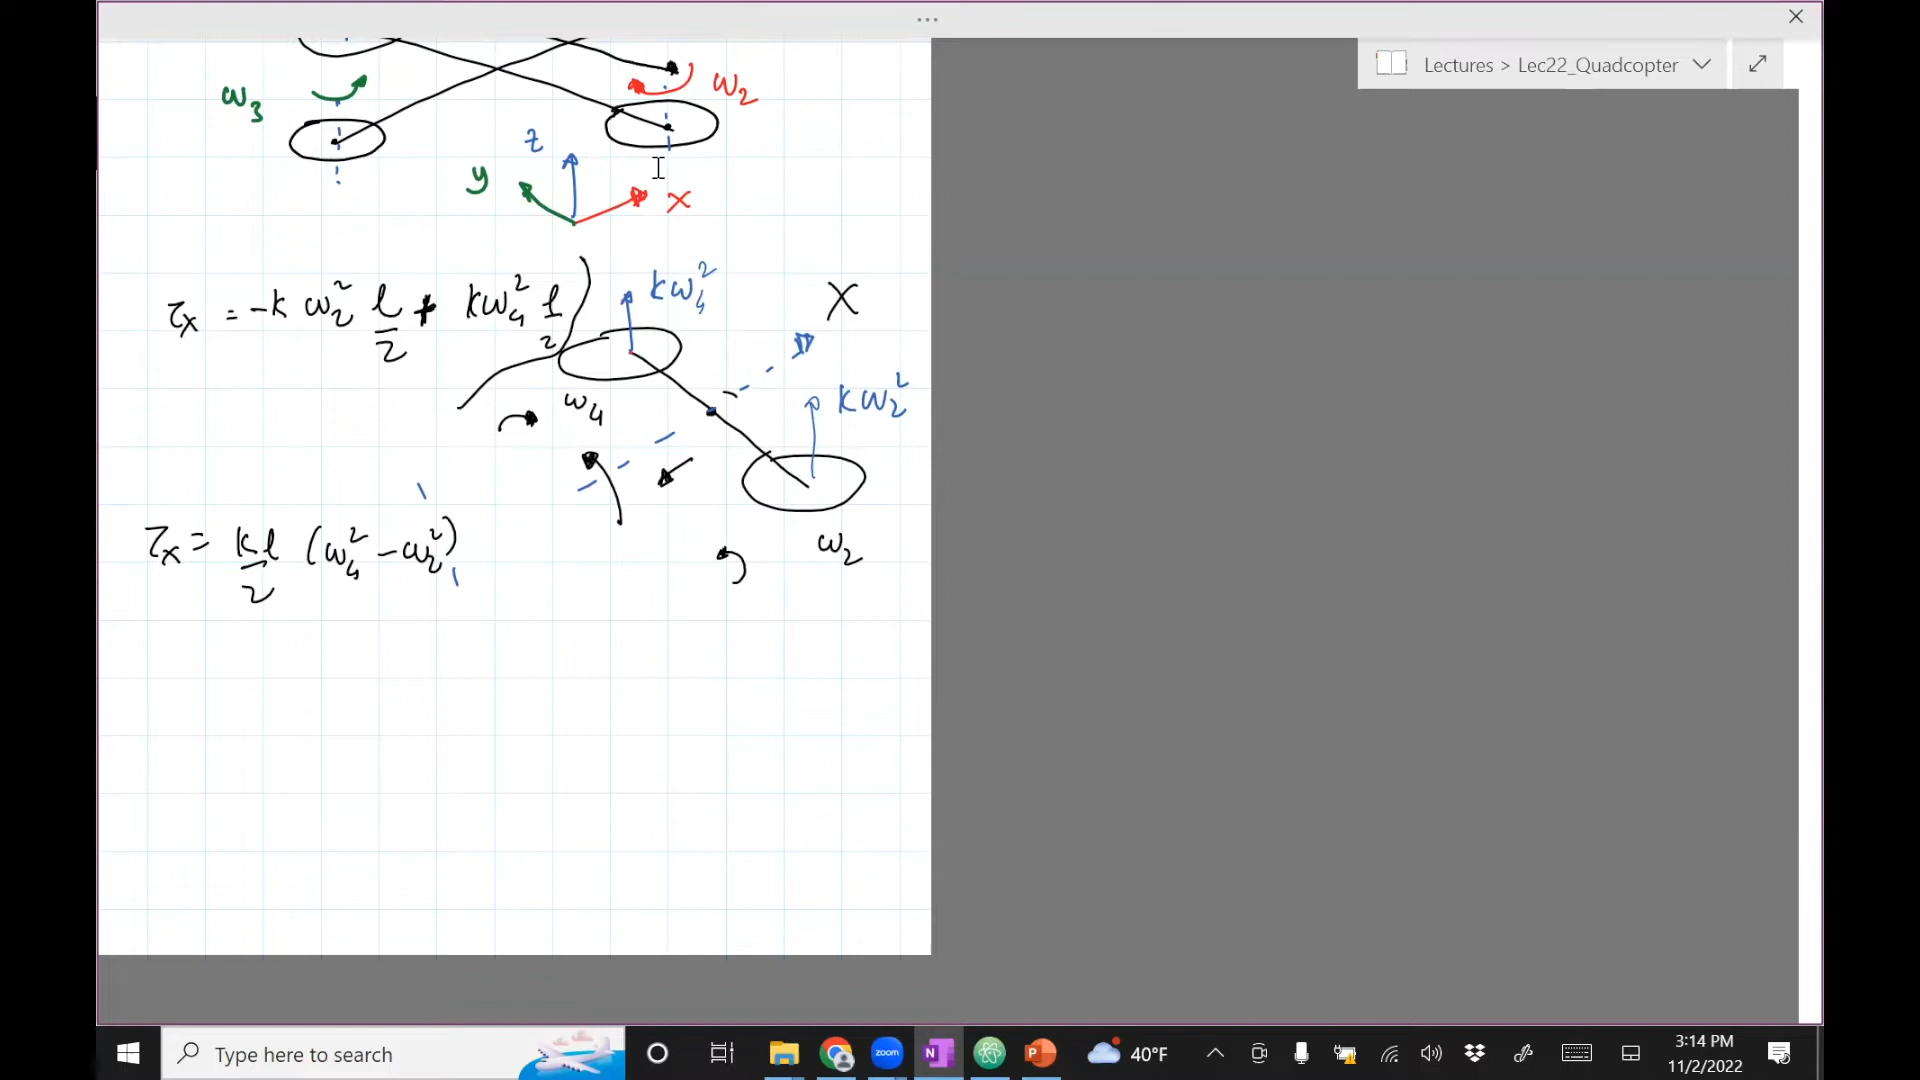 ...
Lectures > Lec22_Quadcopter
ω₃
ω₂
z
y
x
τₓ = -k ω₂² l/2 + kω₄² l/2
kω₄²
X
kω₂²
ω₄
τₓ = kl/2 (ω₄² - ω₂²)
ω₂
Type here to search
zoom
N
P
40°F
3:14 PM
11/2/2022